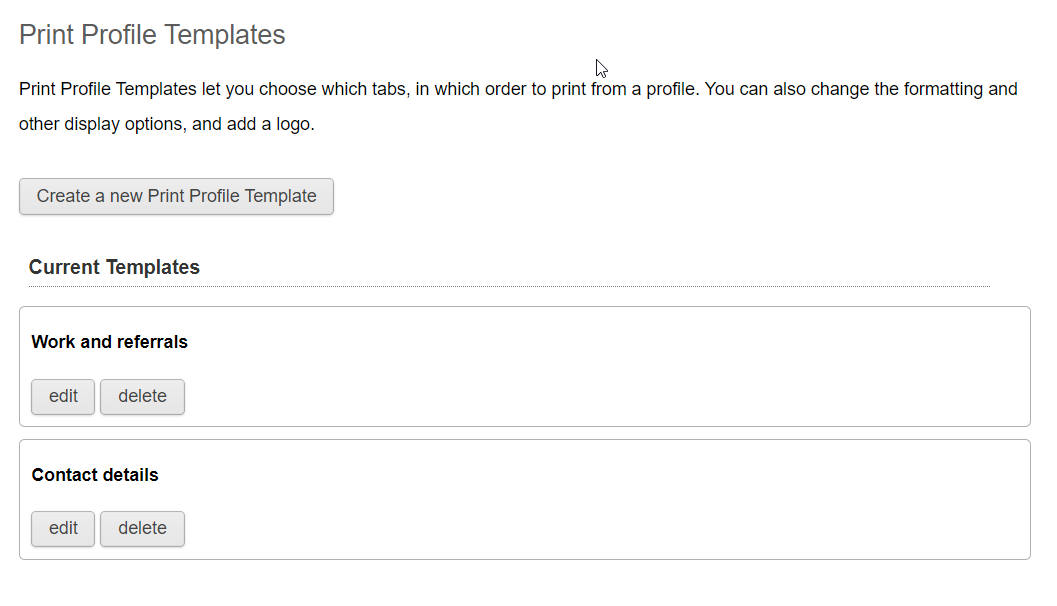 Print Profile Templates
Print Profile Templates let you choose which tabs, in which order to print from a profile. You can also change the formatting and
other display options, and add a logo.
Create a new Print Profile Template
Current Templates
Work and referrals
edit delete
Contact details
edit delete